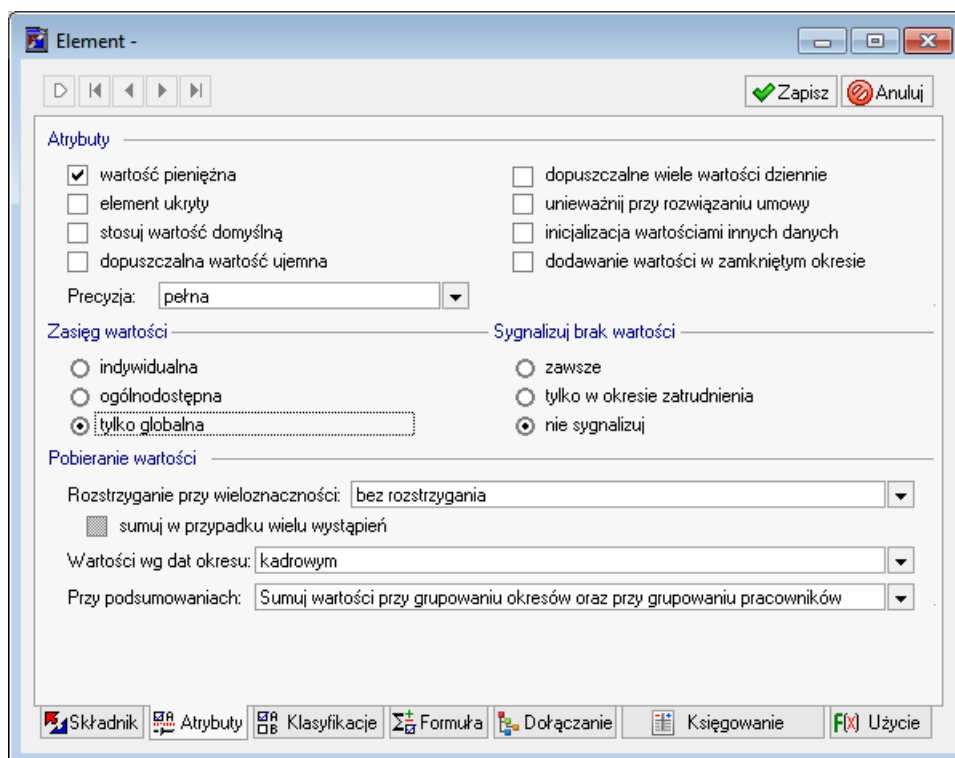 Element -
Zapisz Anuluj
Atrybuty
wartość pieniężna dopuszczalne wiele wartości dziennie
element ukryty unieważnij przy rozwiązaniu umowy
stosuj wartość domyślną inicjalizacja wartościami innych danych
dopuszczalna wartość ujemna dodawanie wartości w zamkniętym okresie
Precyzja: pełna
Zasięg wartości Sygnalizuj brak wartości
indywidualna zawsze
ogólnodostępna tylko w okresie zatrudnienia
tylko globalna nie sygnalizuj
Pobieranie wartości
Rozstrzyganie przy wieloznaczności: bez rozstrzygania
sumuj w przypadku wielu wystąpień
Wartości wg dat okresu: kadrowym
Przy podsumowaniach: Sumuj wartości przy grupowaniu okresów oraz przy grupowaniu pracowników
Składnik Atrybuty Klasyfikacje Formuła Dołączanie Księgowanie F(X) Użycie